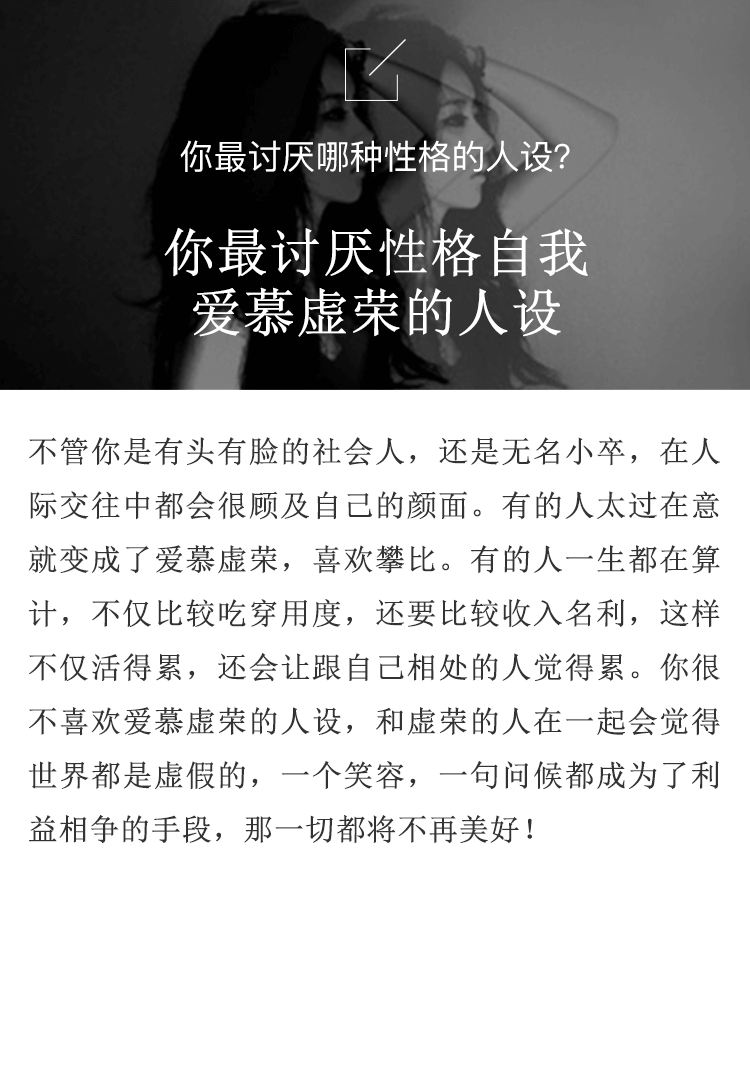 你最讨厌哪种性格的人设？
你最讨厌性格自我
爱慕虚荣的人设
不管你是有头有脸的社会人，还是无名小卒，在人
际交往中都会很顾及自己的颜面。有的人太过在意
就变成了爱慕虚荣，喜欢攀比。有的人一生都在算
计，不仅比较吃穿用度，还要比较收入名利，这样
不仅活得累，还会让跟自己相处的人觉得累。你很
不喜欢爱慕虚荣的人设，和虚荣的人在一起会觉得
世界都是虚假的，一个笑容，一句问候都成为了利
益相争的手段，那一切都将不再美好！